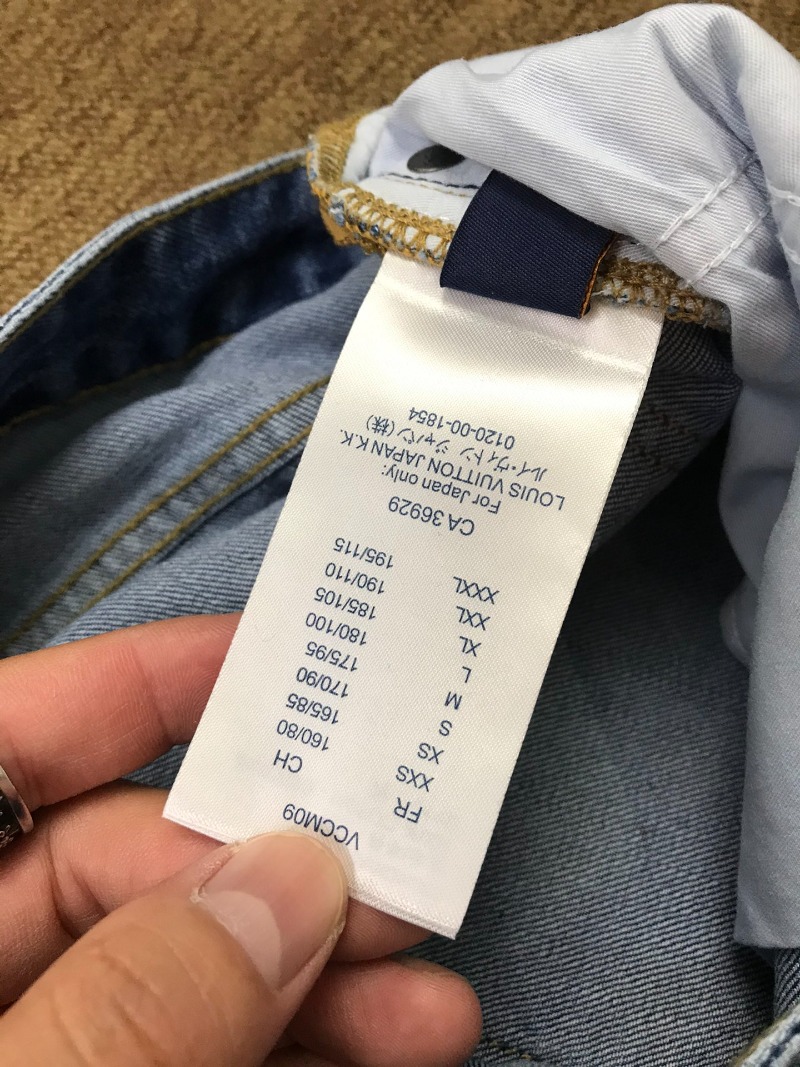 VCCM09
FR CH
XXS 160/80
XS 165/85
S 170/90
M 175/95
L 180/100
XL 185/105
XXL 190/110
XXXL 195/115
CA 36929
For Japan only:
LOUIS VUITTON JAPAN K.K.
ルイ・ヴィトン ジャパン (株)
0120-00-1854